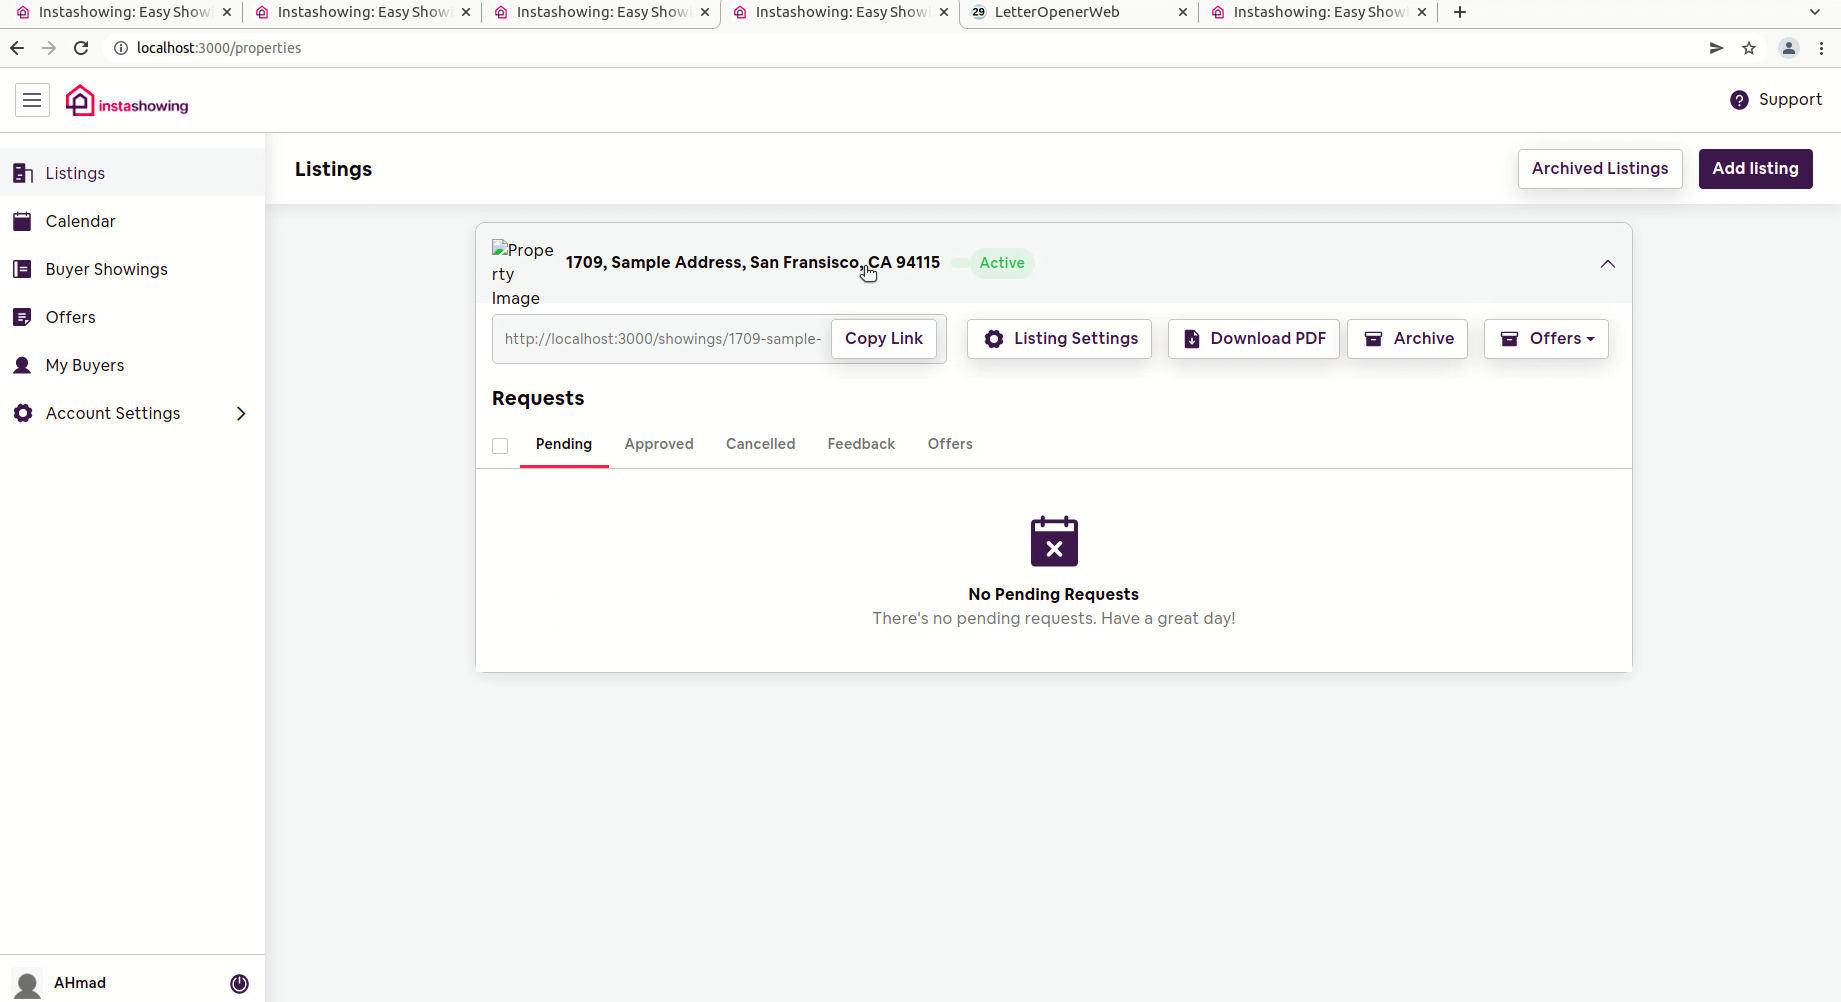 Instashowing: Easy Show
Instashowing: Easy Show
Instashowing: Easy Show
Instashowing: Easy Show
29 LetterOpenerWeb
Instashowing: Easy Show
localhost:3000/properties
instashowing
Support
Listings
Calendar
Buyer Showings
Offers
My Buyers
Account Settings
AHmad
Listings
Archived Listings
Add listing
Property Image
1709, Sample Address, San Fransisco, CA 94115
Active
http://localhost:3000/showings/1709-sample-
Copy Link
Listing Settings
Download PDF
Archive
Offers
Requests
Pending
Approved
Cancelled
Feedback
Offers
No Pending Requests
There's no pending requests. Have a great day!